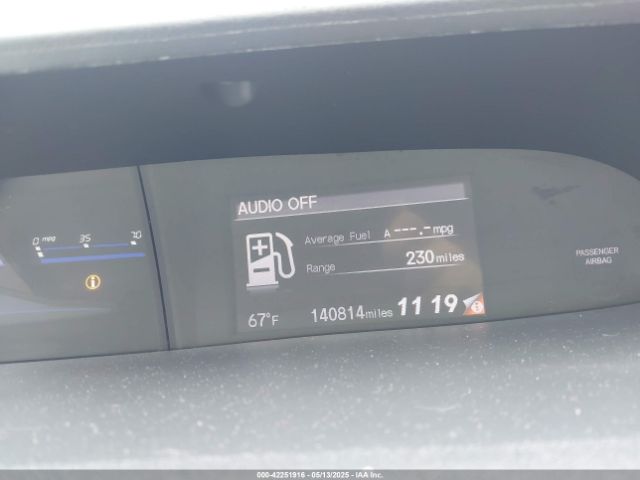 AUDIO OFF
0 mpg 35 70
Average Fuel A ---.- mpg
Range 230 miles
PASSENGER
AIRBAG
67°F 140814 miles 11 19
000-42251916 - 05/13/2025 - IAA Inc.